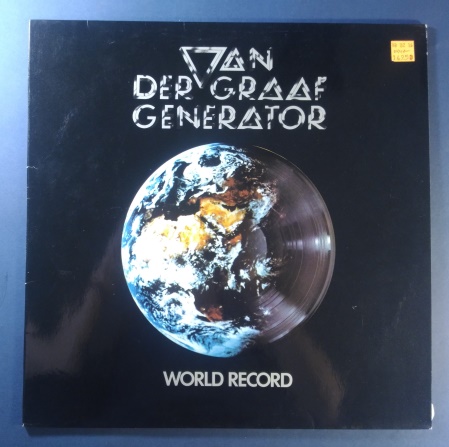 VAN
DER GRAAF
GENERATOR
WORLD RECORD